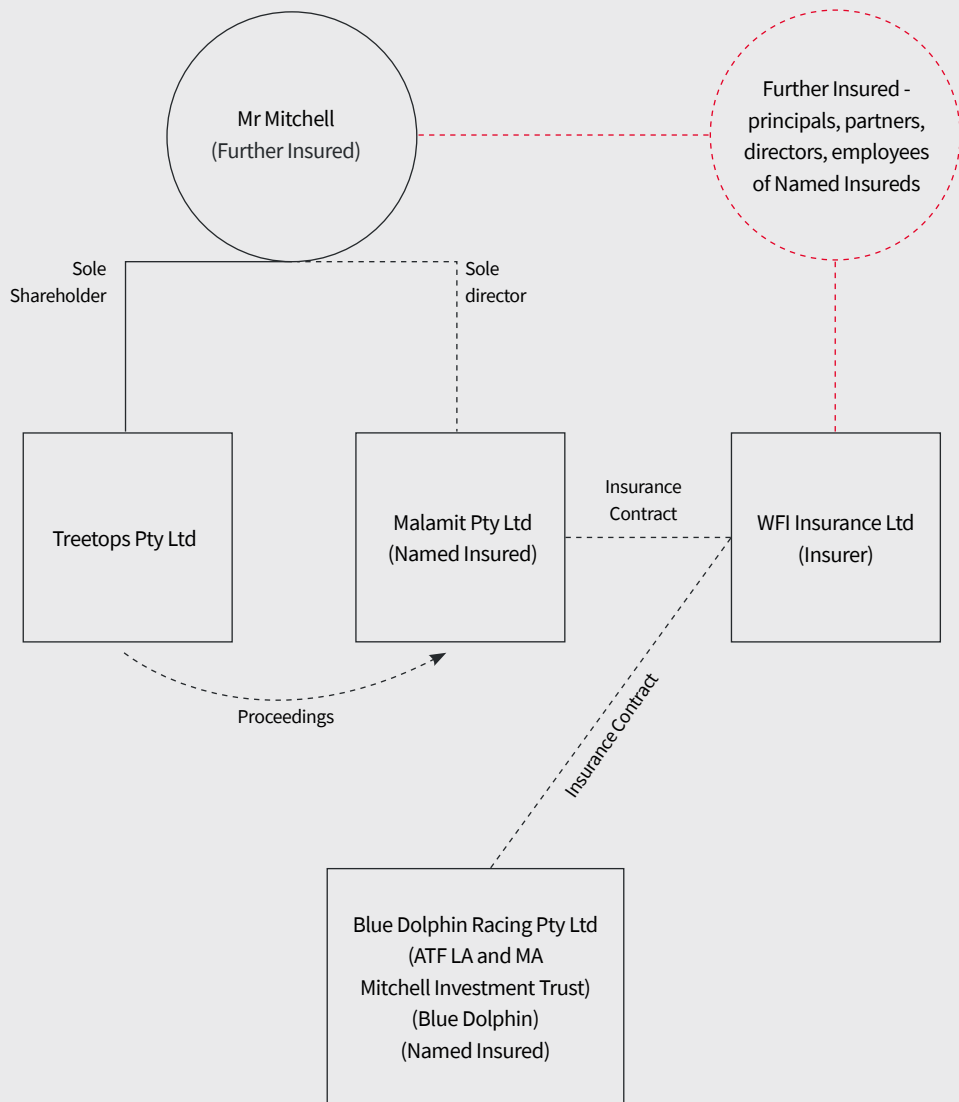 Mr Mitchell
(Further Insured)
Further Insured -
principals, partners,
directors, employees
of Named Insureds
Sole
Shareholder
Sole
director
Treetops Pty Ltd
Malamit Pty Ltd
(Named Insured)
Insurance
Contract
WFI Insurance Ltd
(Insurer)
Proceedings
Insurance Contract
Blue Dolphin Racing Pty Ltd
(ATF LA and MA
Mitchell Investment Trust)
(Blue Dolphin)
(Named Insured)